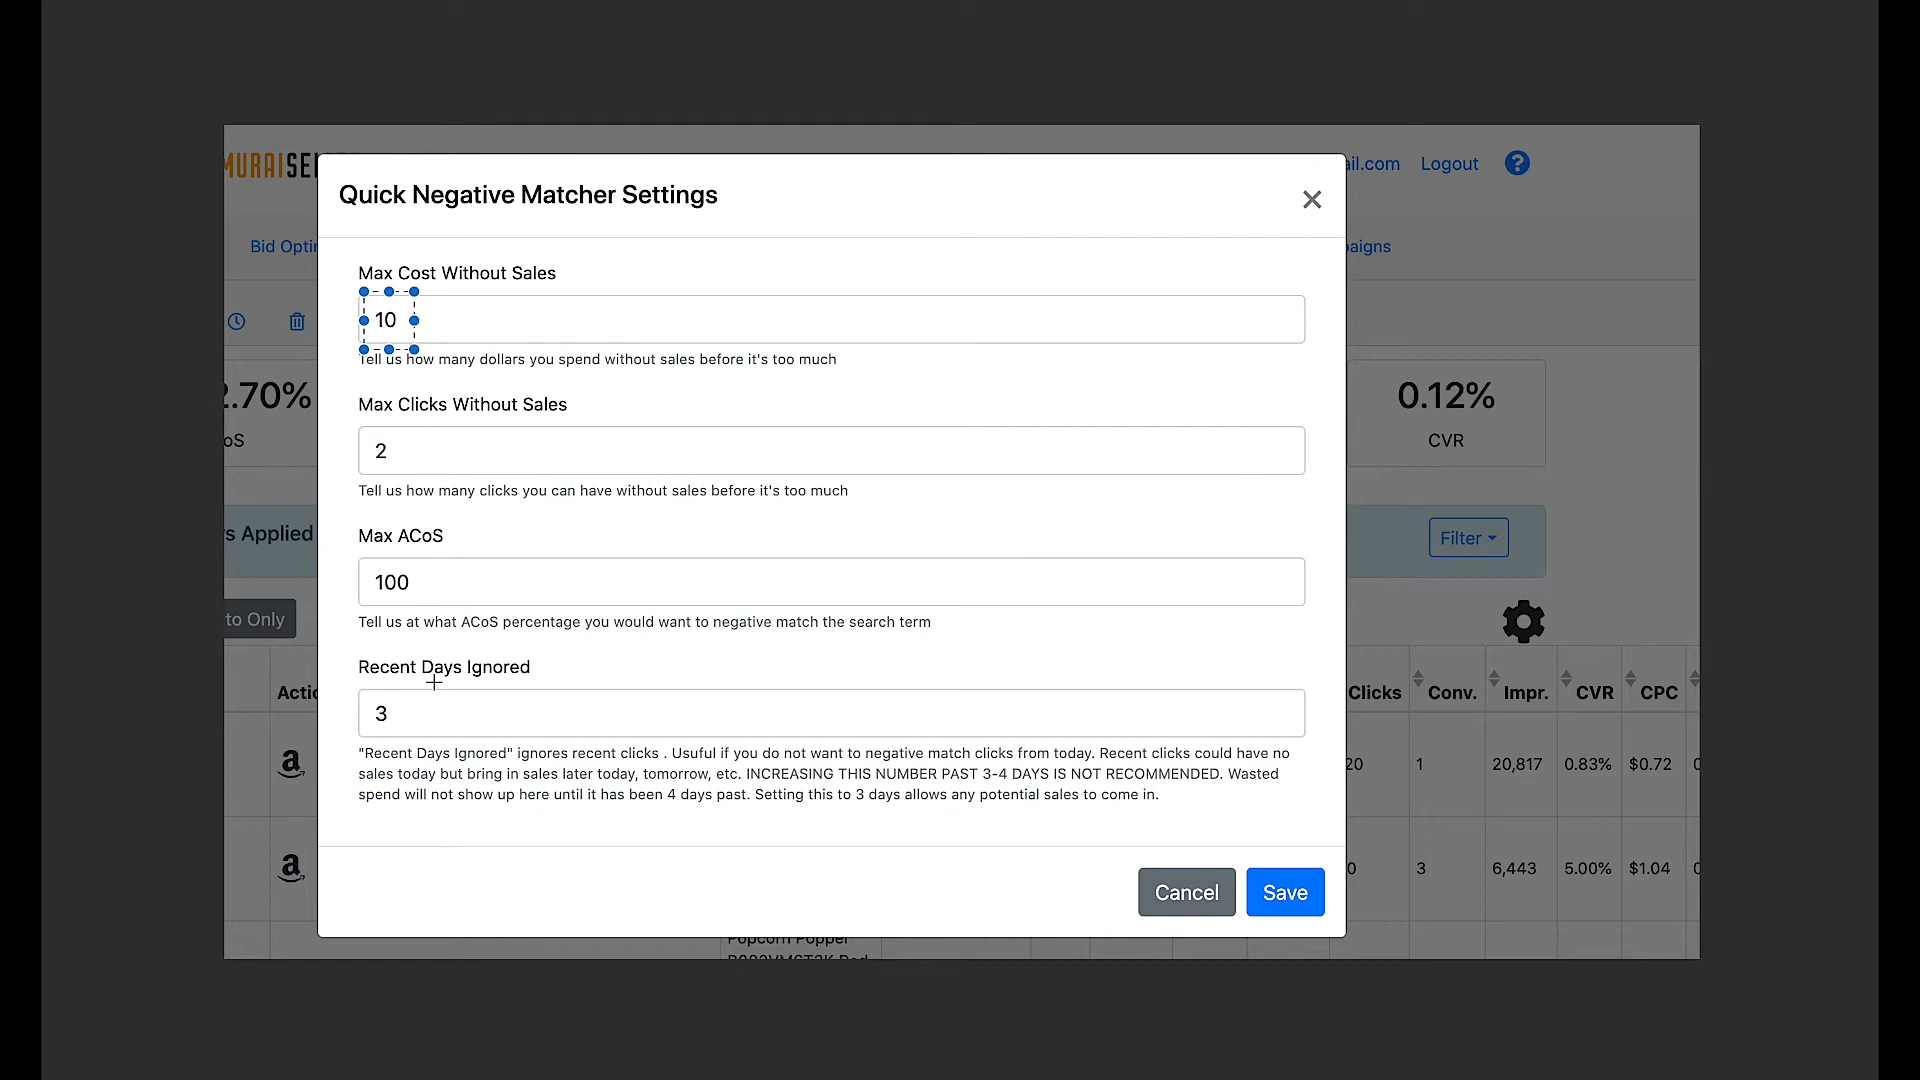 MURAISE
Quick Negative Matcher Settings
ail.com Logout ?
Bid Optir
paigns
Max Cost Without Sales
10
Tell us how many dollars you spend without sales before it's too much
2.70%
oS
0.12%
CVR
Max Clicks Without Sales
2
Tell us how many clicks you can have without sales before it's too much
rs Applied
Filter
Max ACoS
100
Tell us at what ACoS percentage you would want to negative match the search term
to Only
Recent Days Ignored
3
"Recent Days Ignored" ignores recent clicks . Usuful if you do not want to negative match clicks from today. Recent clicks could have no
sales today but bring in sales later today, tomorrow, etc. INCREASING THIS NUMBER PAST 3-4 DAYS IS NOT RECOMMENDED. Wasted
spend will not show up here until it has been 4 days past. Setting this to 3 days allows any potential sales to come in.
Actio
Clicks Conv. Impr. CVR CPC
20 1 20,817 0.83% $0.72
0 3 6,443 5.00% $1.04
Cancel Save
Popcorn Popper